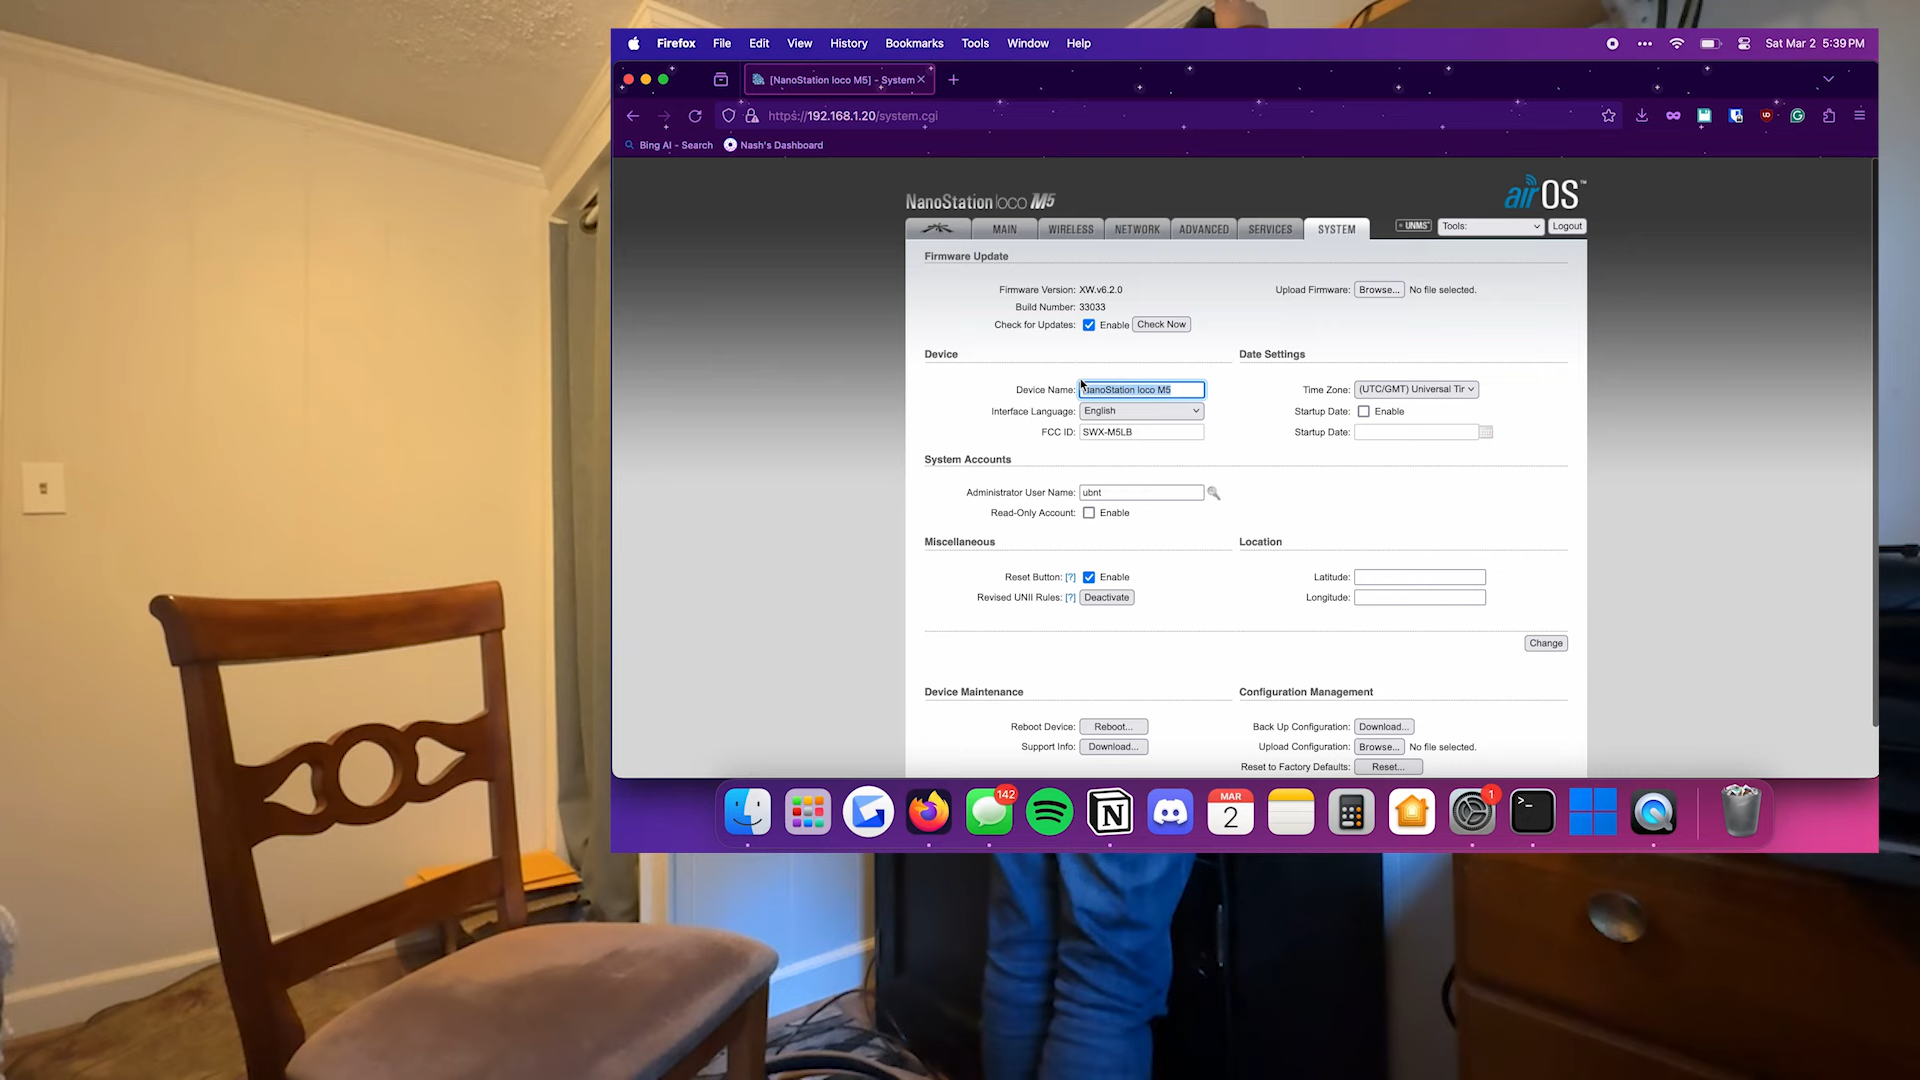 Firefox File Edit View History Bookmarks Tools Window Help Sat Mar 2 5:39 PM
[NanoStation loco M5] - System
https://192.168.1.20/system.cgi
Bing AI - Search Nash's Dashboard
NanoStation loco M5 airOS™
MAIN WIRELESS NETWORK ADVANCED SERVICES SYSTEM UNMS Tools: Logout
Firmware Update
Firmware Version: XW.v6.2.0 Upload Firmware: Browse... No file selected.
Build Number: 33033
Check for Updates: Enable Check Now
Device Date Settings
Device Name: NanoStation loco M5 Time Zone: (UTC/GMT) Universal Tir
Interface Language: English Startup Date: Enable
FCC ID: SWX-M5LB Startup Date:
System Accounts
Administrator User Name: ubnt
Read-Only Account: Enable
Miscellaneous Location
Reset Button: [?] Enable Latitude:
Revised UNII Rules: [?] Deactivate Longitude:
Change
Device Maintenance Configuration Management
Reboot Device: Reboot... Back Up Configuration: Download...
Support Info: Download... Upload Configuration: Browse... No file selected.
Reset to Factory Defaults: Reset...
142 MAR 1
2